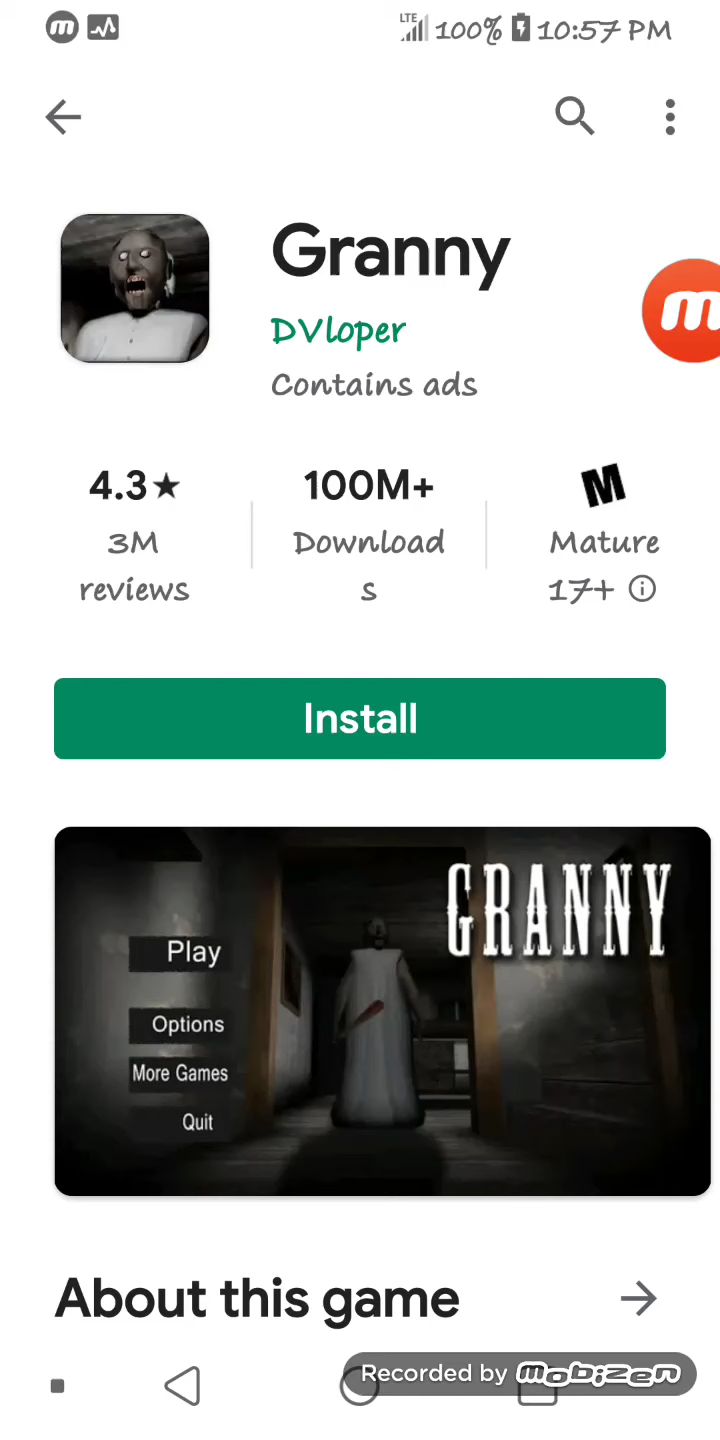 LTE 100% 10:57 PM
Granny
DVloper
Contains ads
m
4.3★ 100M+ M
3M Download Mature
reviews s 17+
Install
GRANNY
Play
Options
More Games
Quit
About this game
Recorded by mobizen